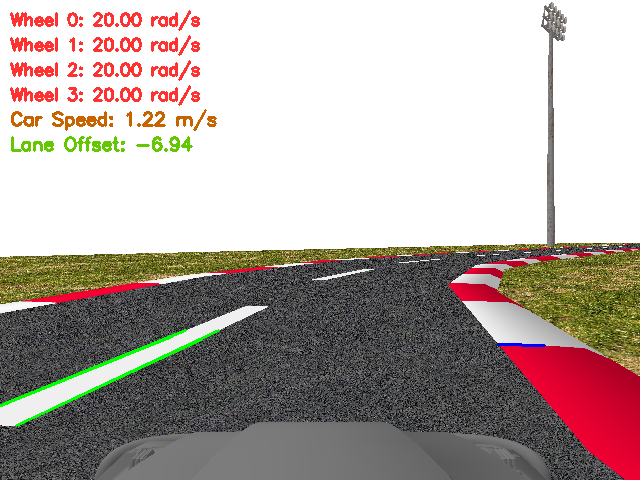 Wheel 0: 20.00 rad/s
Wheel 1: 20.00 rad/s
Wheel 2: 20.00 rad/s
Wheel 3: 20.00 rad/s
Car Speed: 1.22 m/s
Lane Offset: -6.94